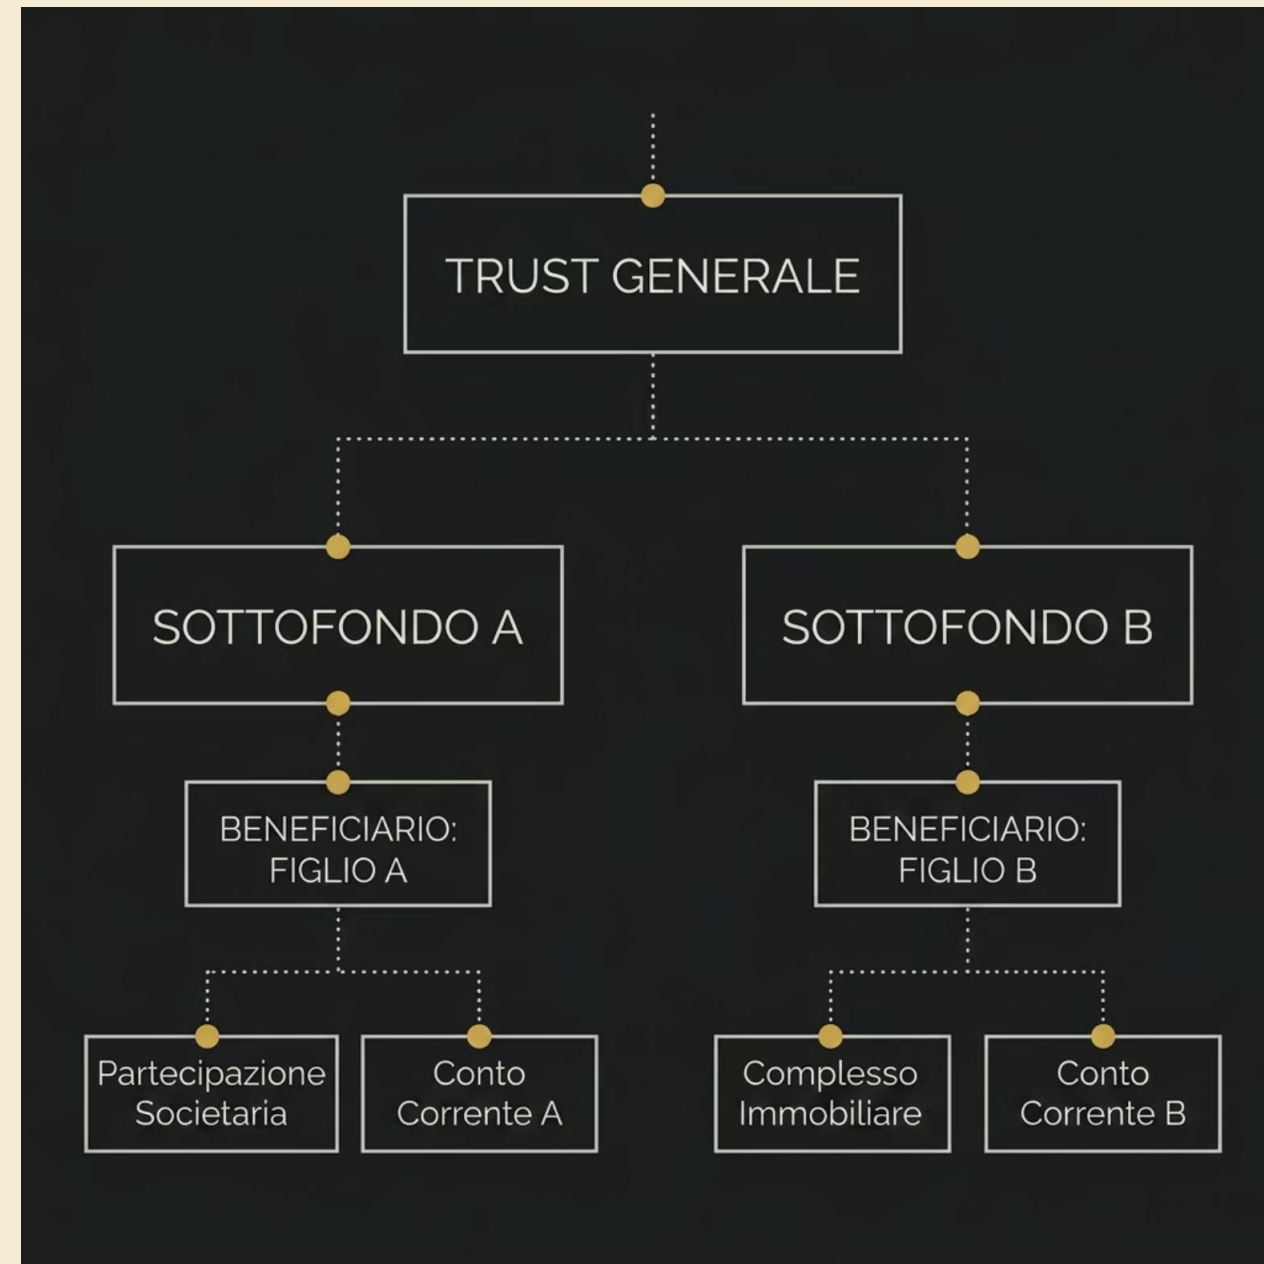 TRUST GENERALE
SOTTOFONDO A
SOTTOFONDO B
BENEFICIARIO:
FIGLIO A
BENEFICIARIO:
FIGLIO B
Partecipazione
Societaria
Conto
Corrente A
Complesso
Immobiliare
Conto
Corrente B